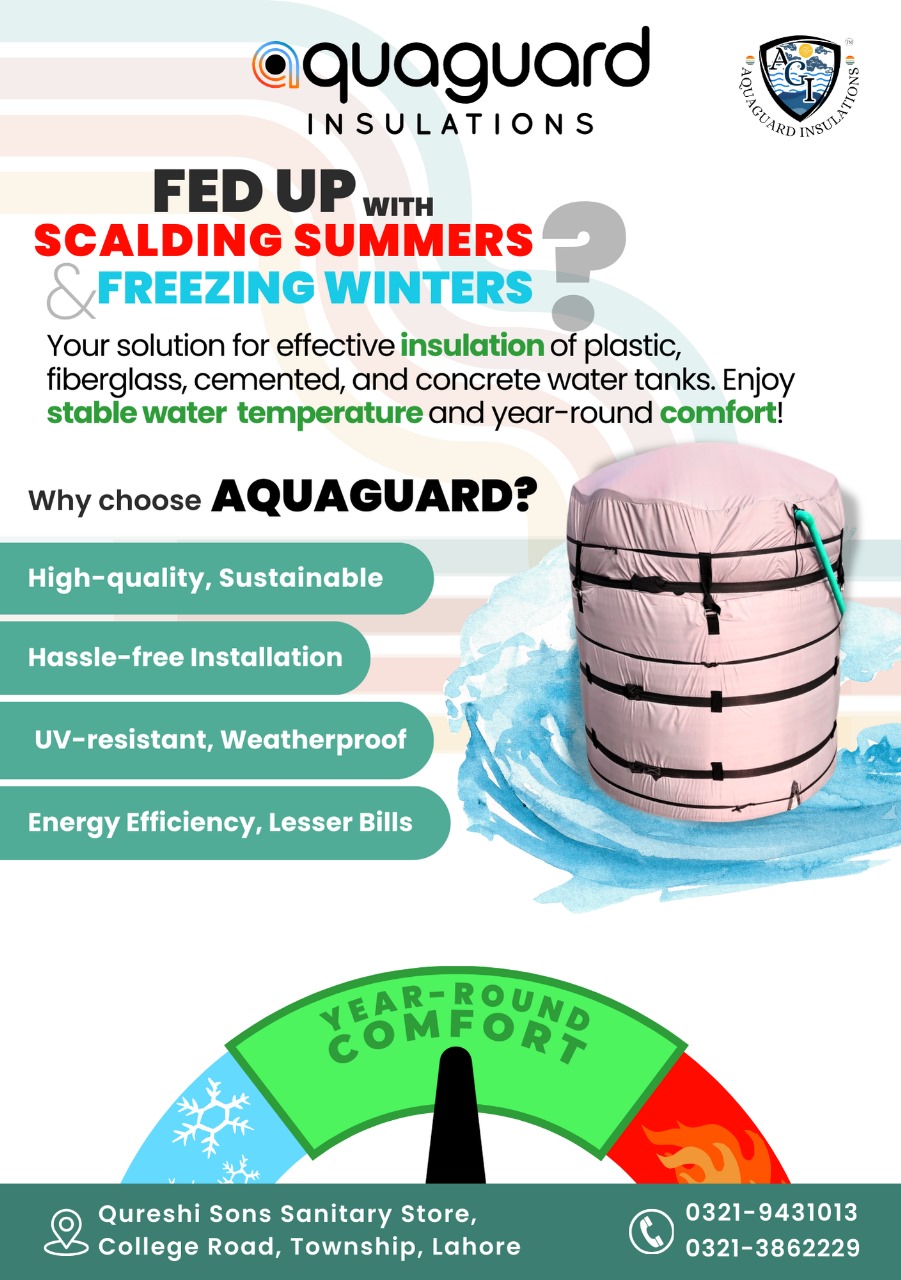 aquaguard
INSULATIONS
AGI
AQUAGUARD INSULATIONS
TM
FED UP WITH
SCALDING SUMMERS
& FREEZING WINTERS ?
Your solution for effective insulation of plastic,
fiberglass, cemented, and concrete water tanks. Enjoy
stable water temperature and year-round comfort!
Why choose AQUAGUARD?
High-quality, Sustainable
Hassle-free Installation
UV-resistant, Weatherproof
Energy Efficiency, Lesser Bills
YEAR-ROUND
COMFORT
Qureshi Sons Sanitary Store,
College Road, Township, Lahore
0321-9431013
0321-3862229